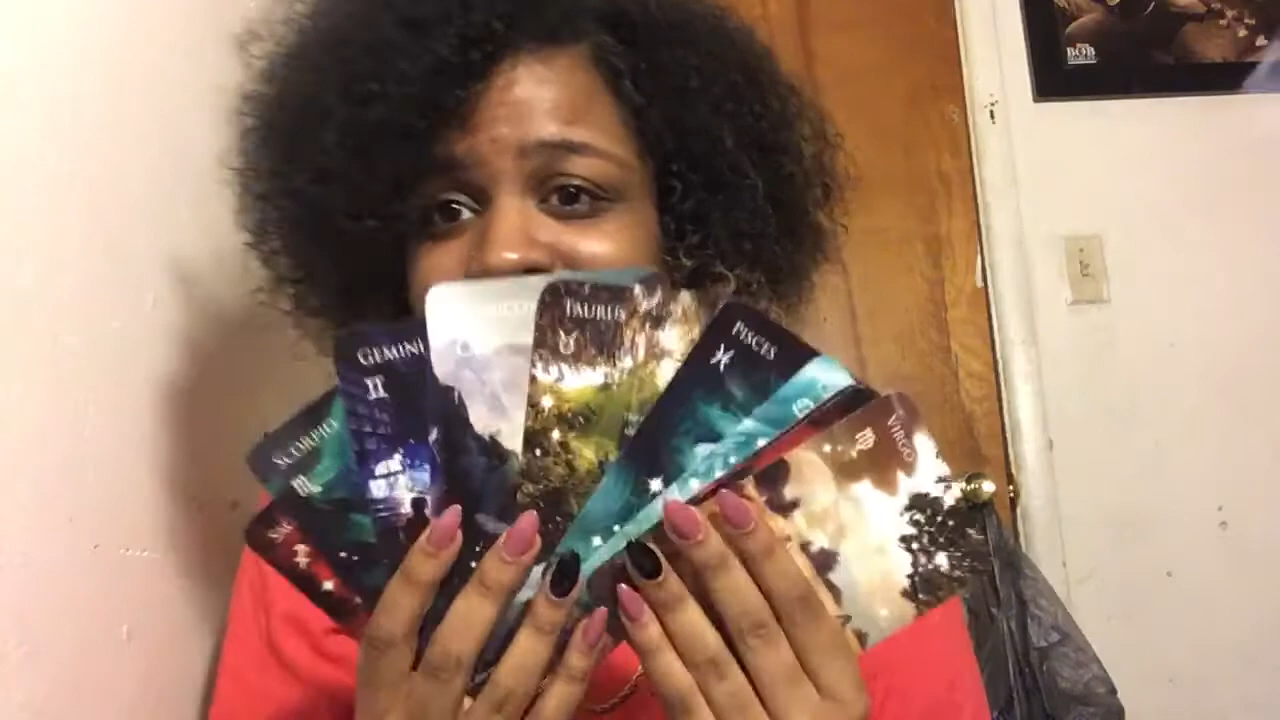 BOB
SCORPIO
GEMINI
TAURUS
PISCES
VIRGO